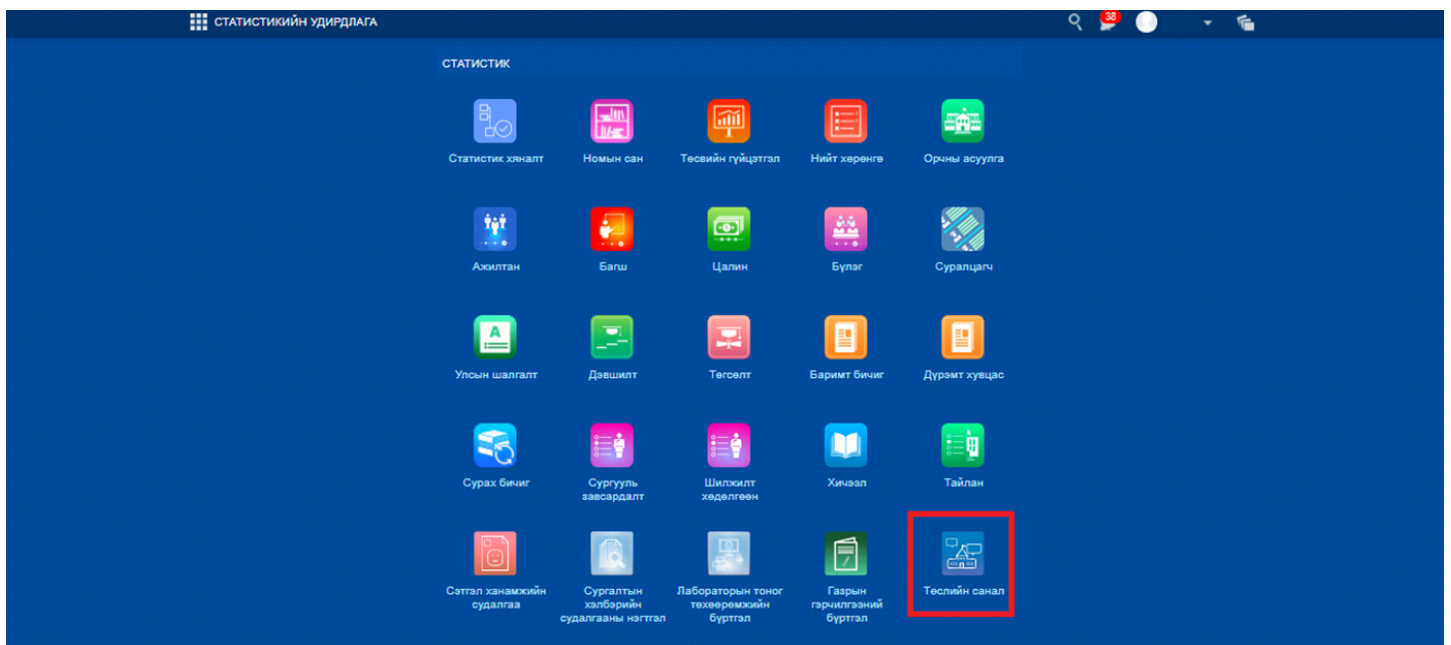 СТАТИСТИКИЙН УДИРДЛАГА
38
СТАТИСТИК
Статистик хяналт
Номын сан
Төсвийн гүйцэтгэл
Нийт хөрөнгө
Орчны асуулга
Ажилтан
Багш
Цалин
Бүлэг
Суралцагч
A
Улсын шалгалт
Дэвшилт
Төгсөлт
Баримт бичиг
Дүрэмт хувцас
Сурах бичиг
Сургууль
завсардалт
Шилжилт
хөдөлгөөн
Хичээл
Тайлан
Сэтгэл ханамжийн
судалгаа
Сургалтын
хэлбэрийн
судалгааны нэгтгэл
Лабораторын тоног
төхөөрөмжийн
бүртгэл
Газрын
гэрчилгээний
бүртгэл
Төслийн санал